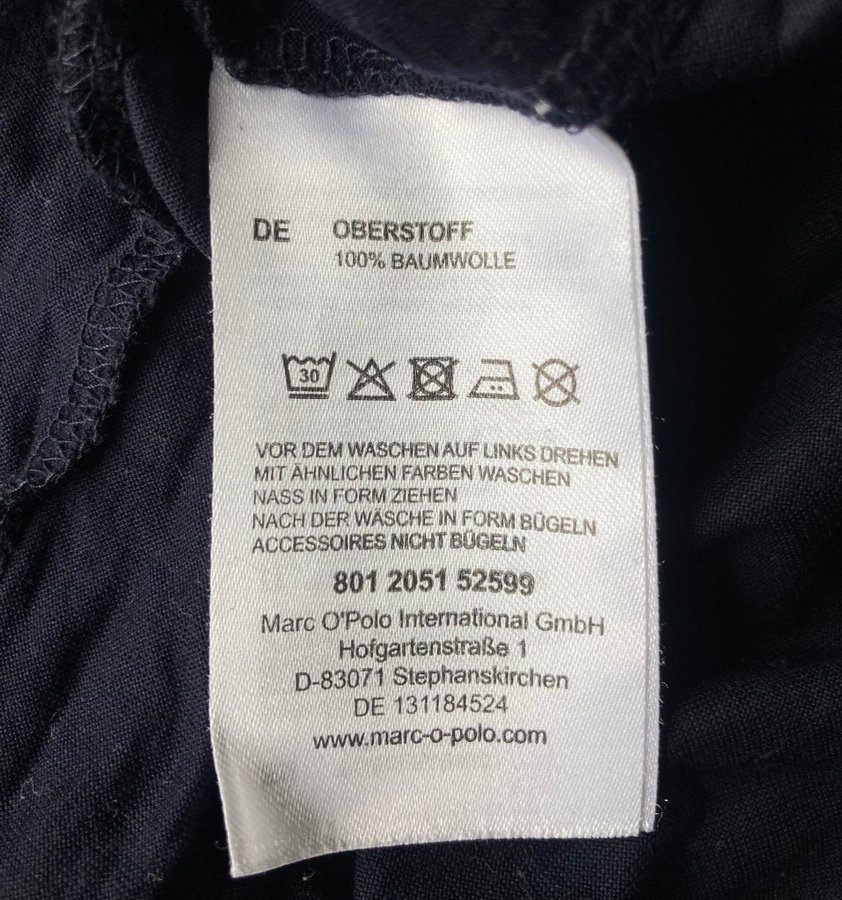 DE OBERSTOFF
100% BAUMWOLLE
30
VOR DEM WASCHEN AUF LINKS DREHEN
MIT ÄHNLICHEN FARBEN WASCHEN
NASS IN FORM ZIEHEN
NACH DER WÄSCHE IN FORM BÜGELN
ACCESSOIRES NICHT BÜGELN
801 2051 52599
Marc O'Polo International GmbH
Hofgartenstraße 1
D-83071 Stephanskirchen
DE 131184524
www.marc-o-polo.com